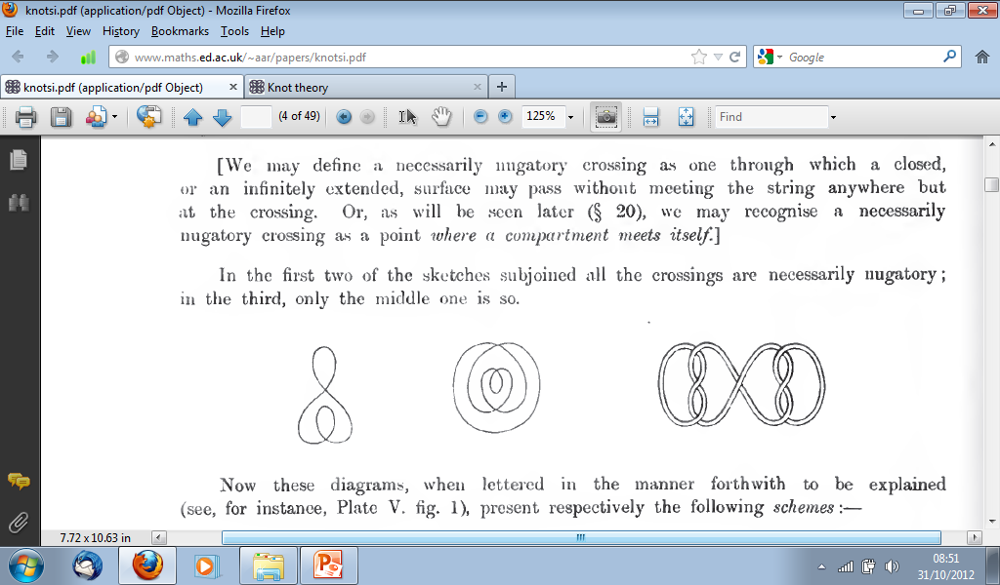 knotsi.pdf (application/pdf Object) - Mozilla Firefox
File Edit View History Bookmarks Tools Help
www.maths.ed.ac.uk/~aar/papers/knotsi.pdf
Google
knotsi.pdf (application/pdf Object) ×
Knot theory ×
(4 of 49)
125%
Find
[We may define a necessarily nugatory crossing as one through which a closed,
or an infinitely extended, surface may pass without meeting the string anywhere but
at the crossing. Or, as will be seen later (§ 20), we may recognise a necessarily
nugatory crossing as a point where a compartment meets itself.]
In the first two of the sketches subjoined all the crossings are necessarily nugatory;
in the third, only the middle one is so.
Now these diagrams, when lettered in the manner forthwith to be explained
(see, for instance, Plate V. fig. 1), present respectively the following schemes :—
7.72 x 10.63 in
08:51
31/10/2012